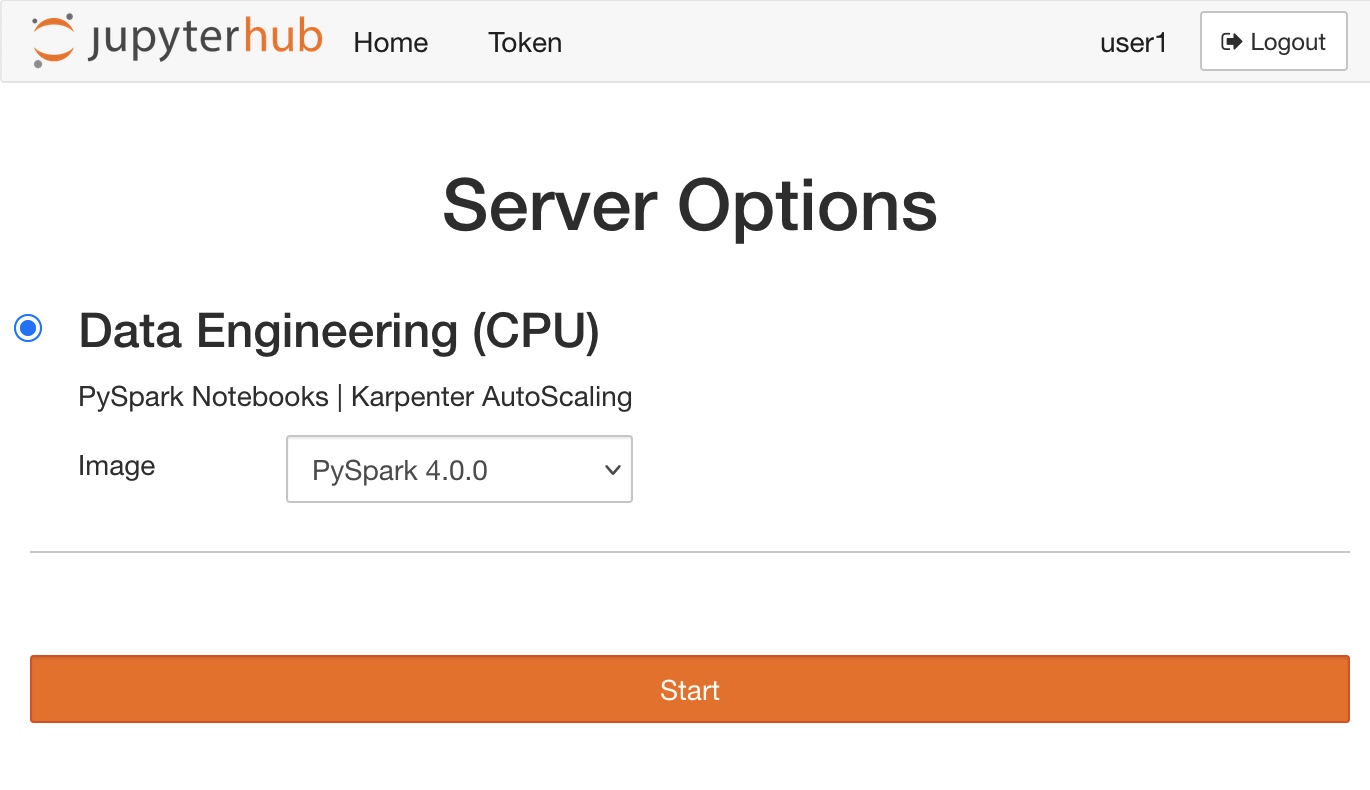 jupyterhub Home Token user1 Logout
Server Options
Data Engineering (CPU)
PySpark Notebooks | Karpenter AutoScaling
Image PySpark 4.0.0
Start